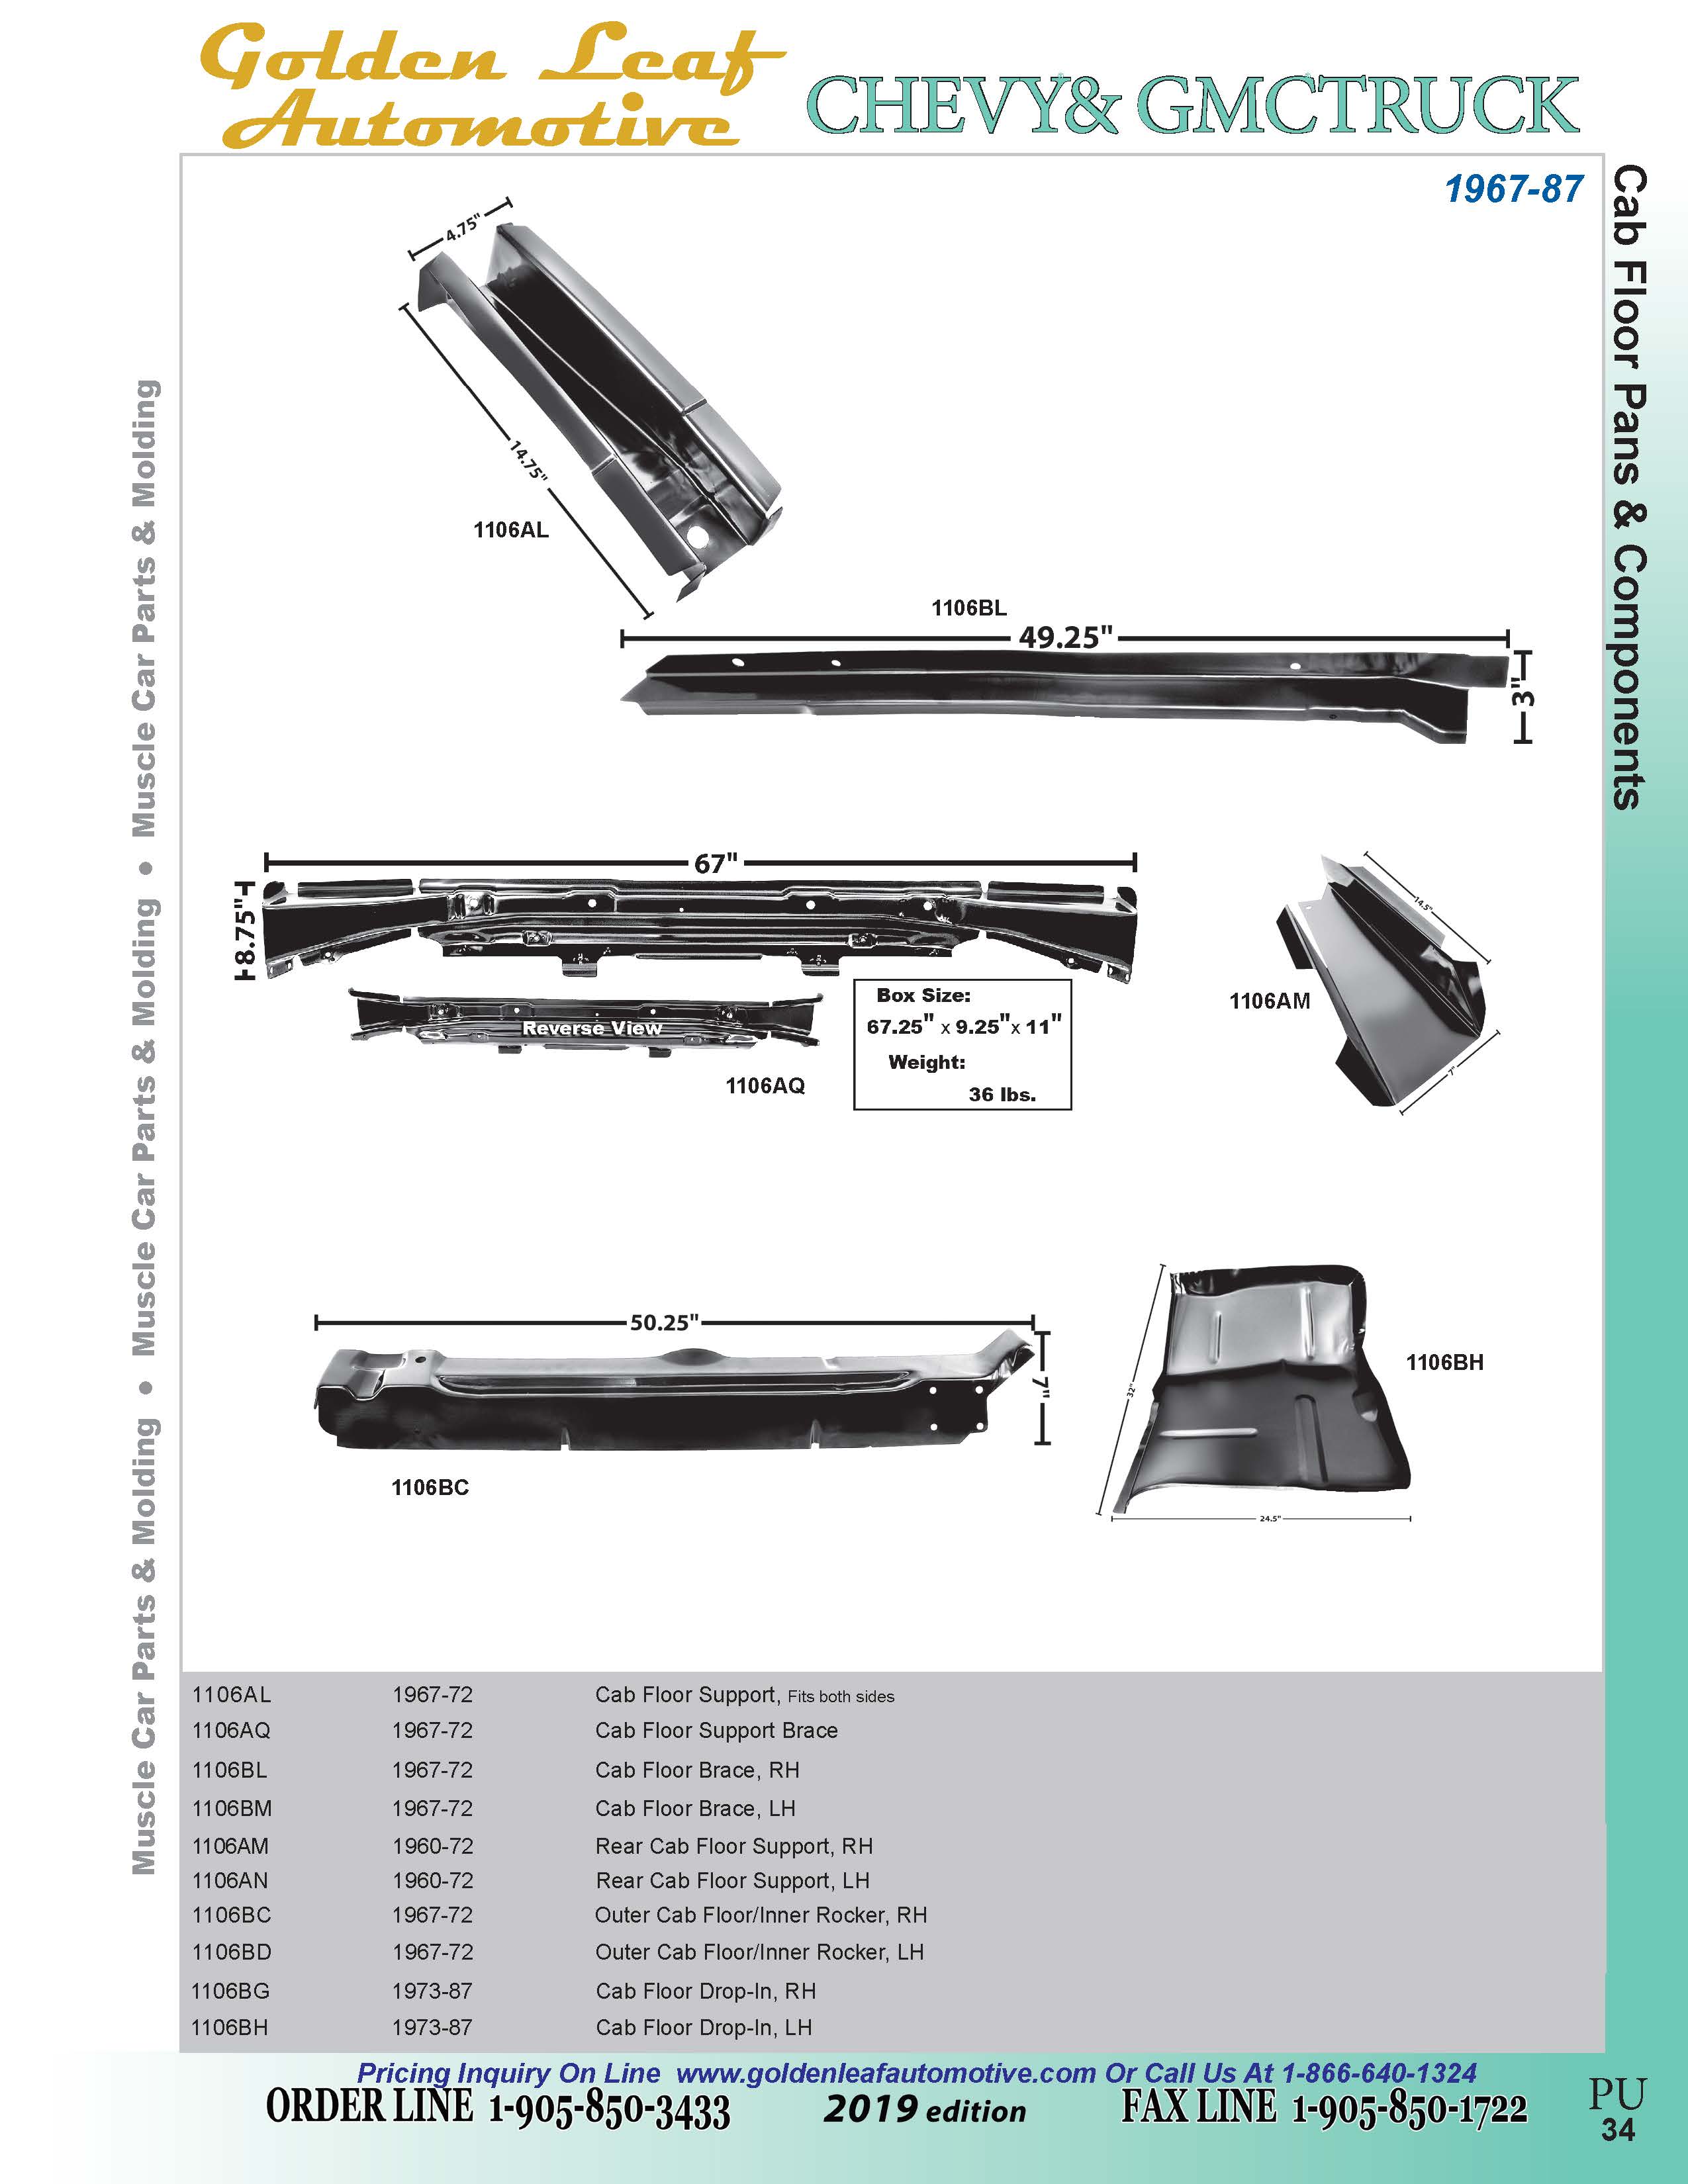 Golden Leaf
Automotive
CHEVY& GMCTRUCK
1967-87
Cab Floor Pans & Components
Muscle Car Parts & Molding • Muscle Car Parts & Molding • Muscle Car Parts & Molding
4.75"
14.75"
1106AL
1106BL
49.25"
3"
67"
8.75"
Reverse View
1106AQ
Box Size:
67.25" x 9.25"x 11"
Weight:
36 lbs.
14.5"
1106AM
7"
50.25"
7"
1106BC
32"
1106BH
24.5"
1106AL 1967-72 Cab Floor Support, Fits both sides
1106AQ 1967-72 Cab Floor Support Brace
1106BL 1967-72 Cab Floor Brace, RH
1106BM 1967-72 Cab Floor Brace, LH
1106AM 1960-72 Rear Cab Floor Support, RH
1106AN 1960-72 Rear Cab Floor Support, LH
1106BC 1967-72 Outer Cab Floor/Inner Rocker, RH
1106BD 1967-72 Outer Cab Floor/Inner Rocker, LH
1106BG 1973-87 Cab Floor Drop-In, RH
1106BH 1973-87 Cab Floor Drop-In, LH
Pricing Inquiry On Line www.goldenleafautomotive.com Or Call Us At 1-866-640-1324
ORDER LINE 1-905-850-3433 2019 edition FAX LINE 1-905-850-1722
PU
34